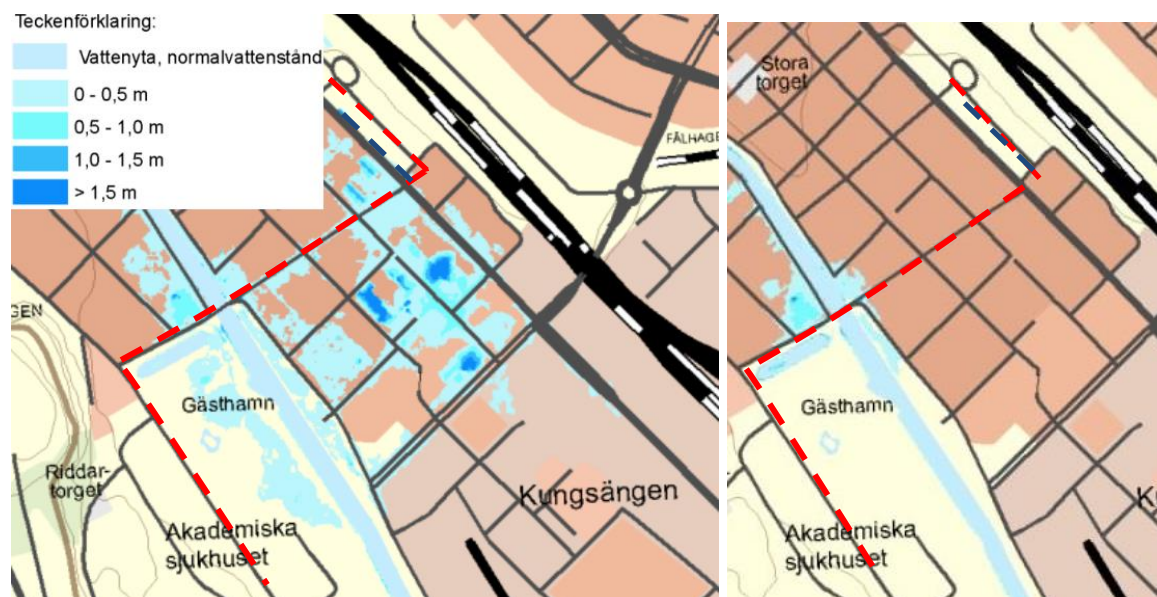 Teckenförklaring:
Vattenyta, normalvattenstånd
0 - 0,5 m
0,5 - 1,0 m
1,0 - 1,5 m
> 1,5 m
FÅLHAGE
GEN
Gästhamn
Riddar-
torget
Kungsängen
Akademiska
sjukhuset
Stora
torget
FÅLH
Gästhamn
Akademiska
sjukhuset